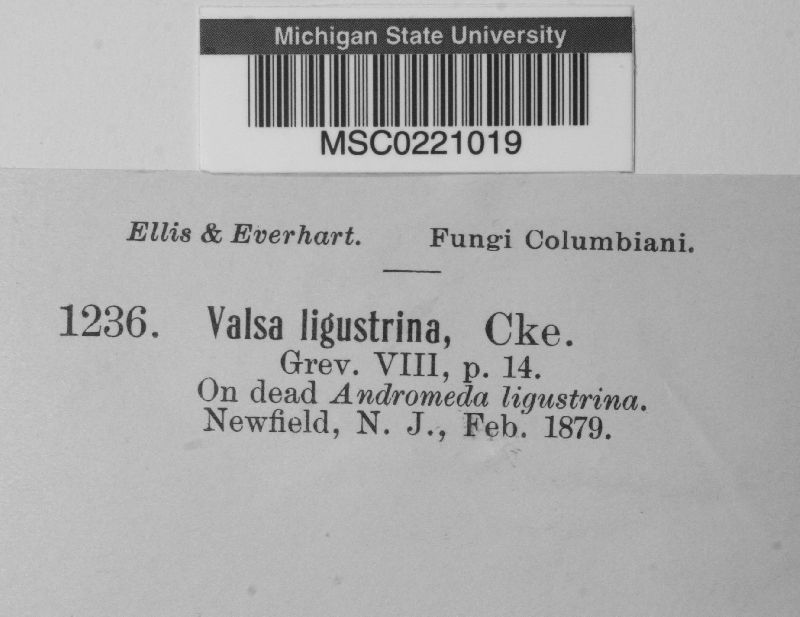 Michigan State University
MSC0221019
Ellis & Everhart. Fungi Columbiani.
1236. Valsa ligustrina, Cke.
Grev. VIII, p. 14.
On dead Andromeda ligustrina.
Newfield, N. J., Feb. 1879.